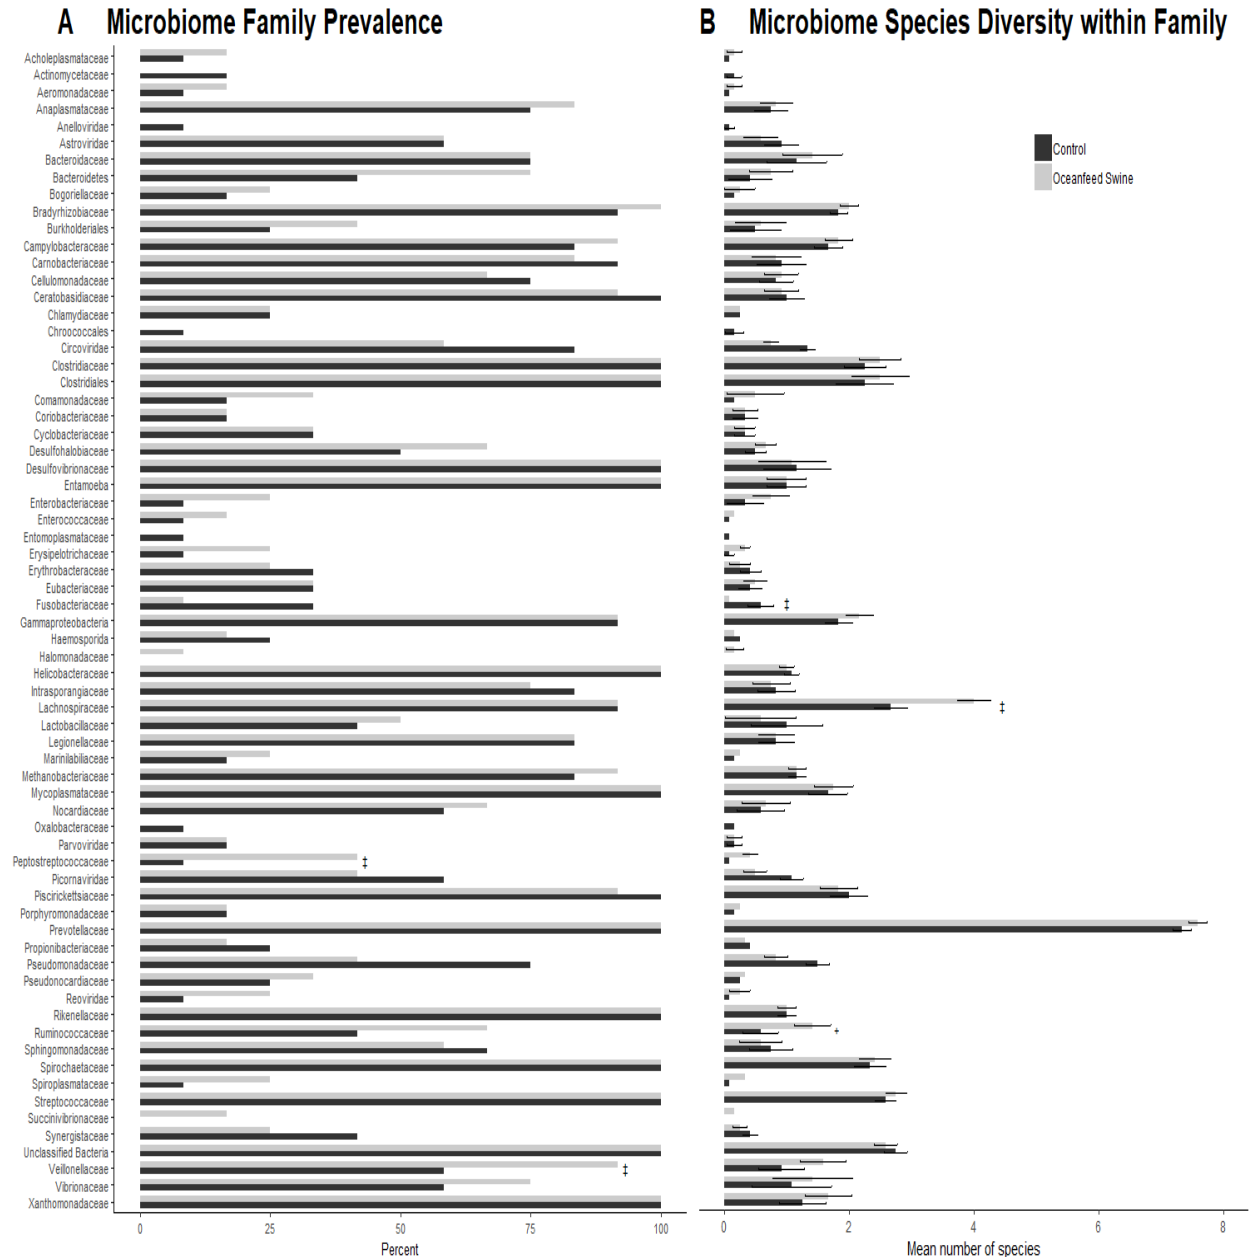 A Microbiome Family Prevalence
B Microbiome Species Diversity within Family
Acholeplasmataceae
Actinomycetaceae
Aeromonadaceae
Anaplasmataceae
Anelloviridae
Astroviridae
Bacteroidaceae
Bacteroidetes
Bogoriellaceae
Bradyrhizobiaceae
Burkholderiales
Campylobacteraceae
Carnobacteriaceae
Cellulomonadaceae
Ceratobasidiaceae
Chlamydiaceae
Chroococcales
Circoviridae
Clostridiaceae
Clostridiales
Comamonadaceae
Coriobacteriaceae
Cyclobacteriaceae
Desulfohalobiaceae
Desulfovibrionaceae
Entamoeba
Enterobacteriaceae
Enterococcaceae
Entomoplasmataceae
Erysipelotrichaceae
Erythrobacteraceae
Eubacteriaceae
Fusobacteriaceae
Gammaproteobacteria
Haemosporida
Halomonadaceae
Helicobacteraceae
Intrasporangiaceae
Lachnospiraceae
Lactobacillaceae
Legionellaceae
Marinilabiliaceae
Methanobacteriaceae
Mycoplasmataceae
Nocardiaceae
Oxalobacteraceae
Parvoviridae
Peptostreptococcaceae
Picornaviridae
Piscirickettsiaceae
Porphyromonadaceae
Prevotellaceae
Propionibacteriaceae
Pseudomonadaceae
Pseudonocardiaceae
Reoviridae
Rikenellaceae
Ruminococcaceae
Sphingomonadaceae
Spirochaetaceae
Spiroplasmataceae
Streptococcaceae
Succinivibrionaceae
Synergistaceae
Unclassified Bacteria
Veillonellaceae
Vibrionaceae
Xanthomonadaceae
‡
‡
0 25 50 75 100
Percent
Control
Oceanfeed Swine
‡
‡
+
0 2 4 6 8
Mean number of species